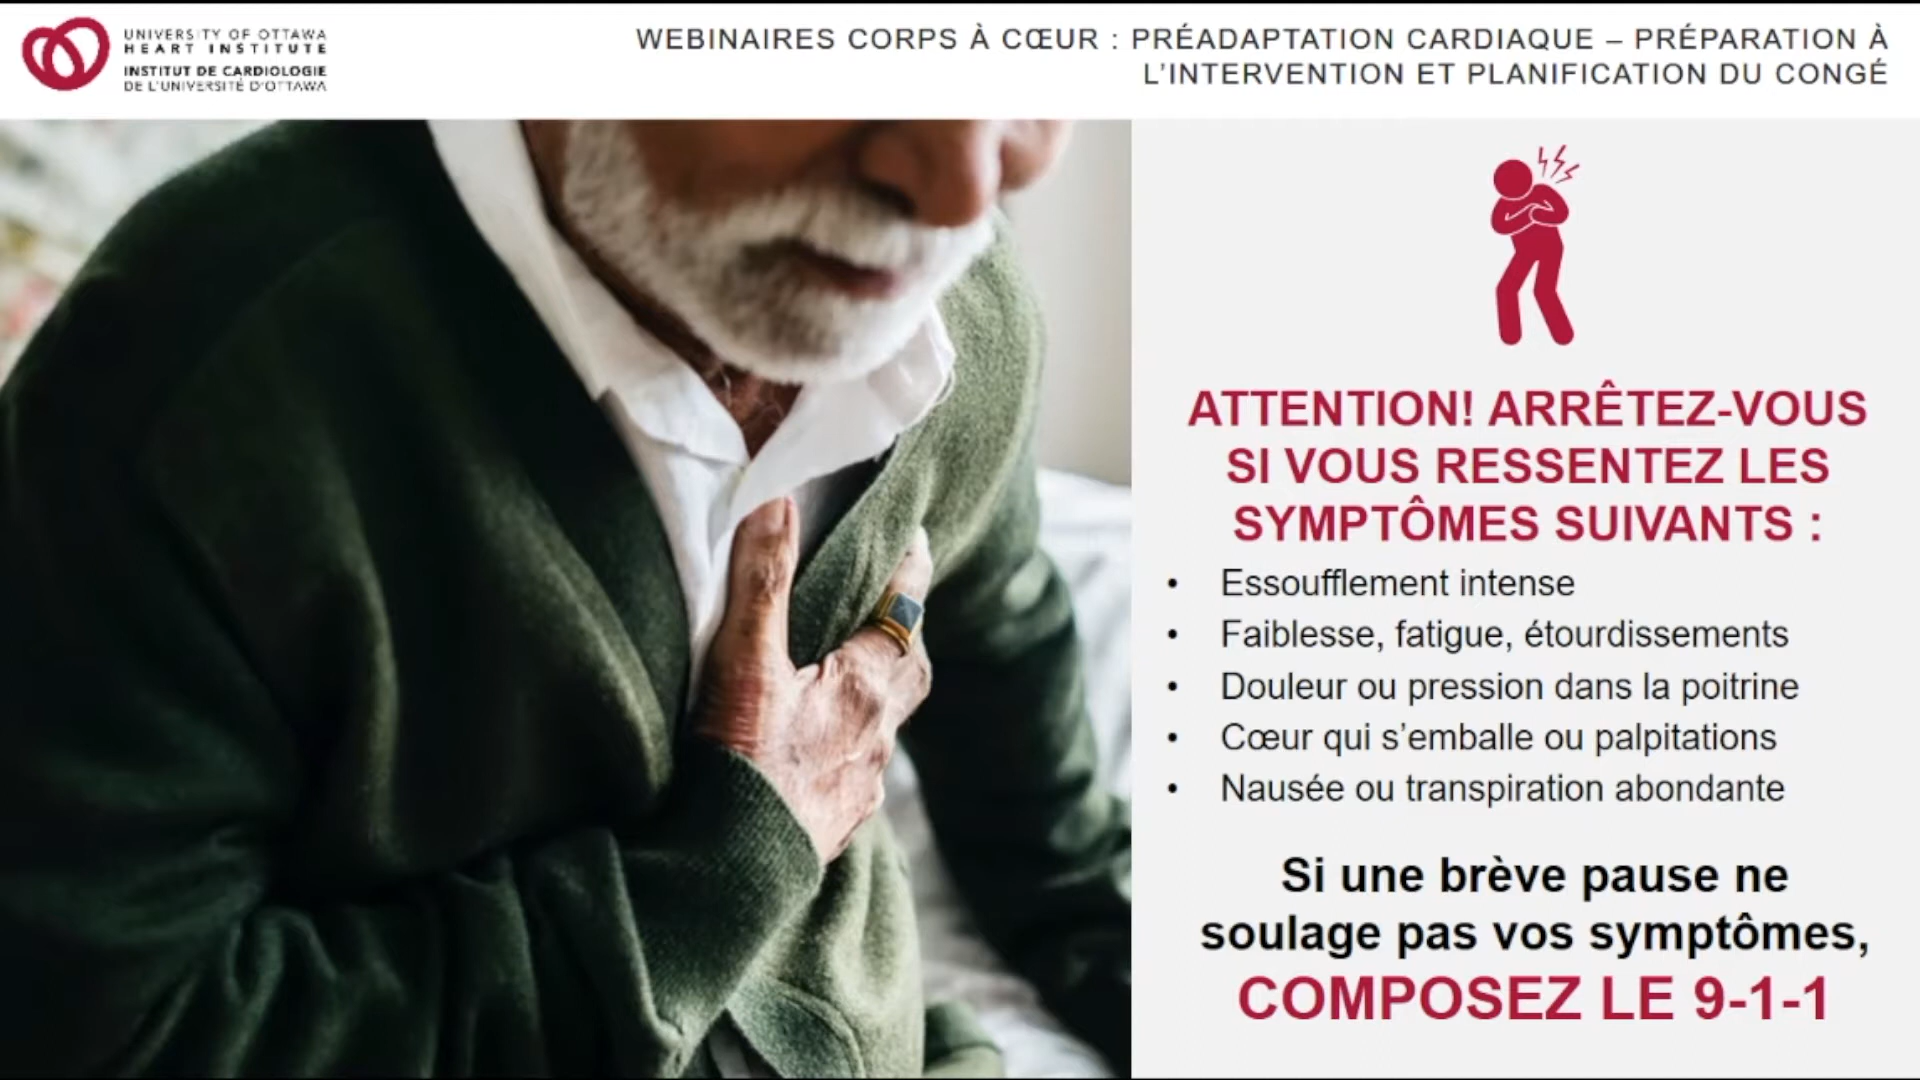 UNIVERSITY OF OTTAWA
HEART INSTITUTE
INSTITUT DE CARDIOLOGIE
DE L'UNIVERSITÉ D'OTTAWA
WEBINAIRES CORPS À CŒUR : PRÉADAPTATION CARDIAQUE – PRÉPARATION À
L'INTERVENTION ET PLANIFICATION DU CONGÉ
ATTENTION! ARRÊTEZ-VOUS
SI VOUS RESSENTEZ LES
SYMPTÔMES SUIVANTS :
• Essoufflement intense
• Faiblesse, fatigue, étourdissements
• Douleur ou pression dans la poitrine
• Cœur qui s'emballe ou palpitations
• Nausée ou transpiration abondante
Si une brève pause ne
soulage pas vos symptômes,
COMPOSEZ LE 9-1-1